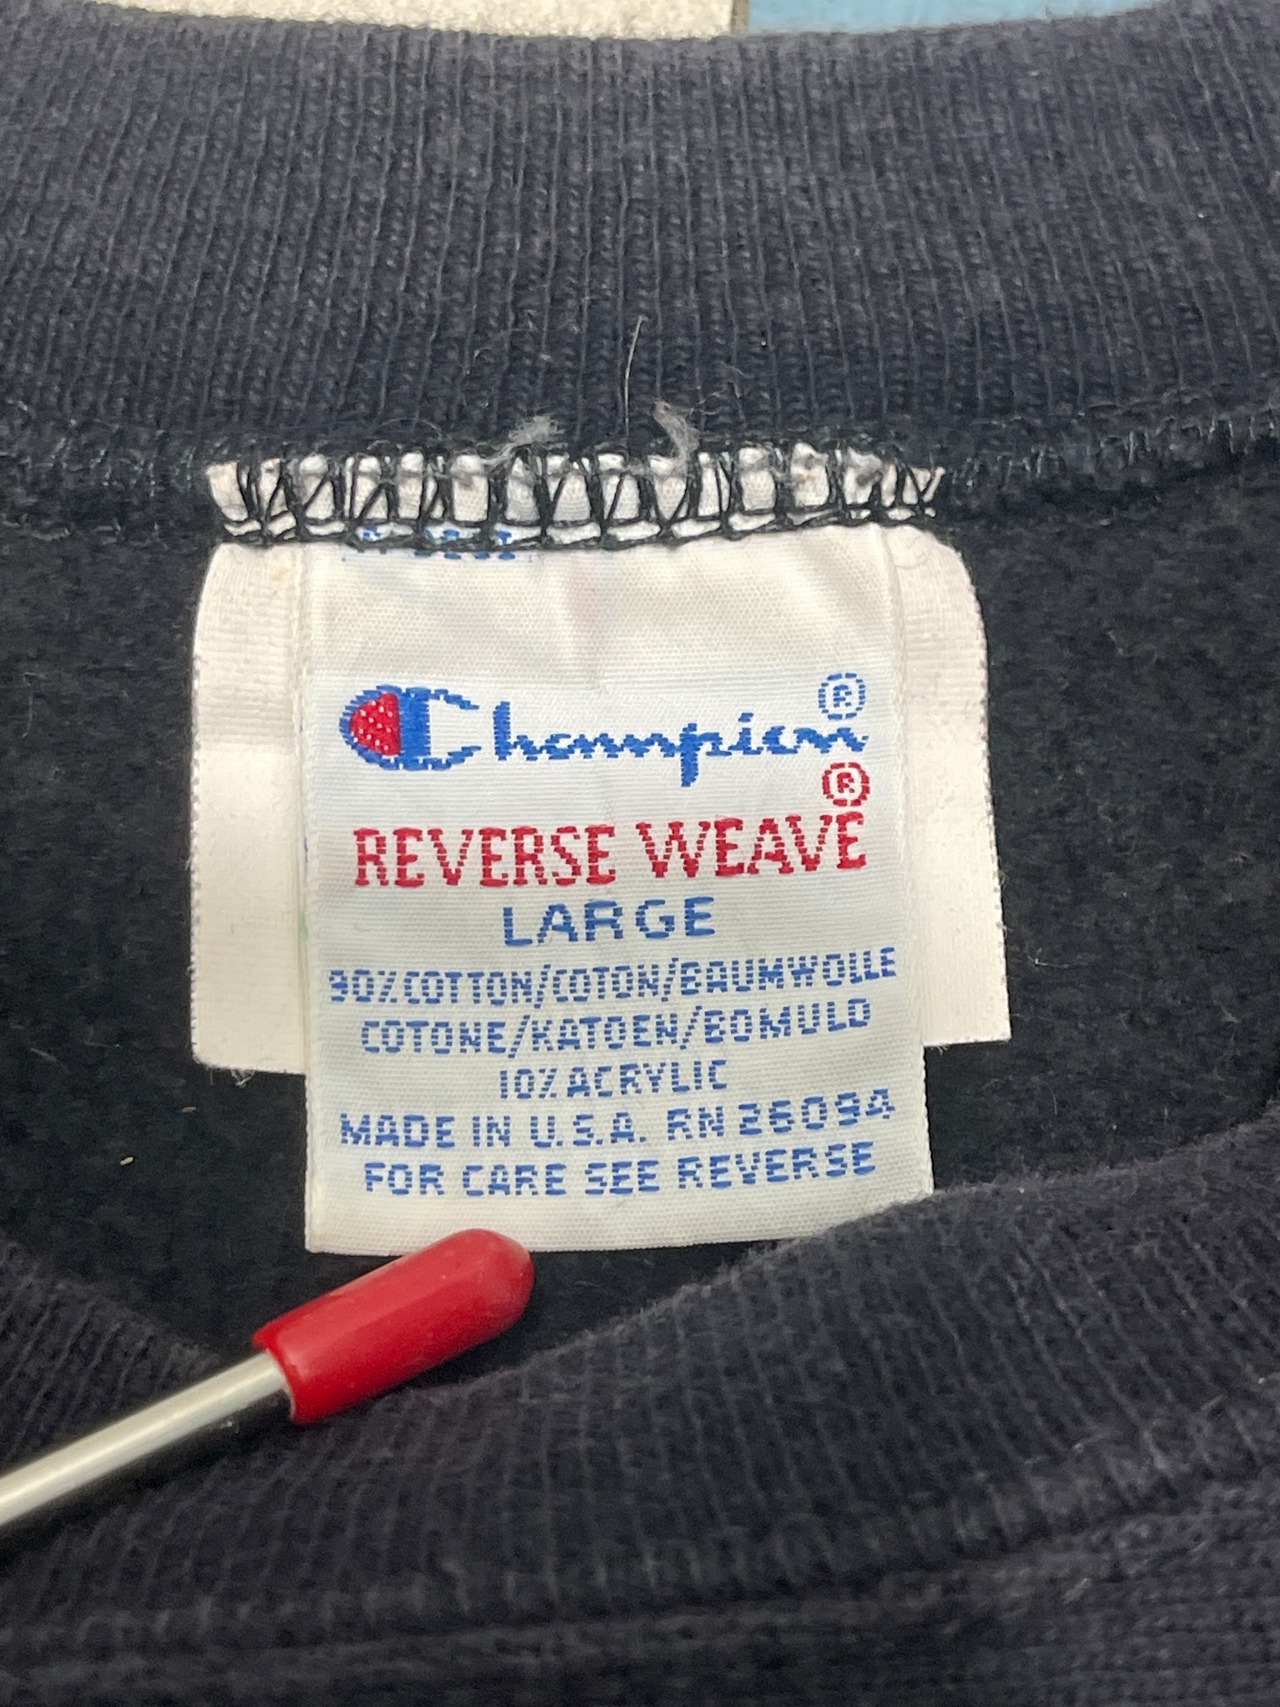 Champion®
REVERSE WEAVE®
LARGE
90% COTTON/COTON/BAUMWOLLE
COTONE/KATOEN/BOMULD
10% ACRYLIC
MADE IN U.S.A. RN 26094
FOR CARE SEE REVERSE